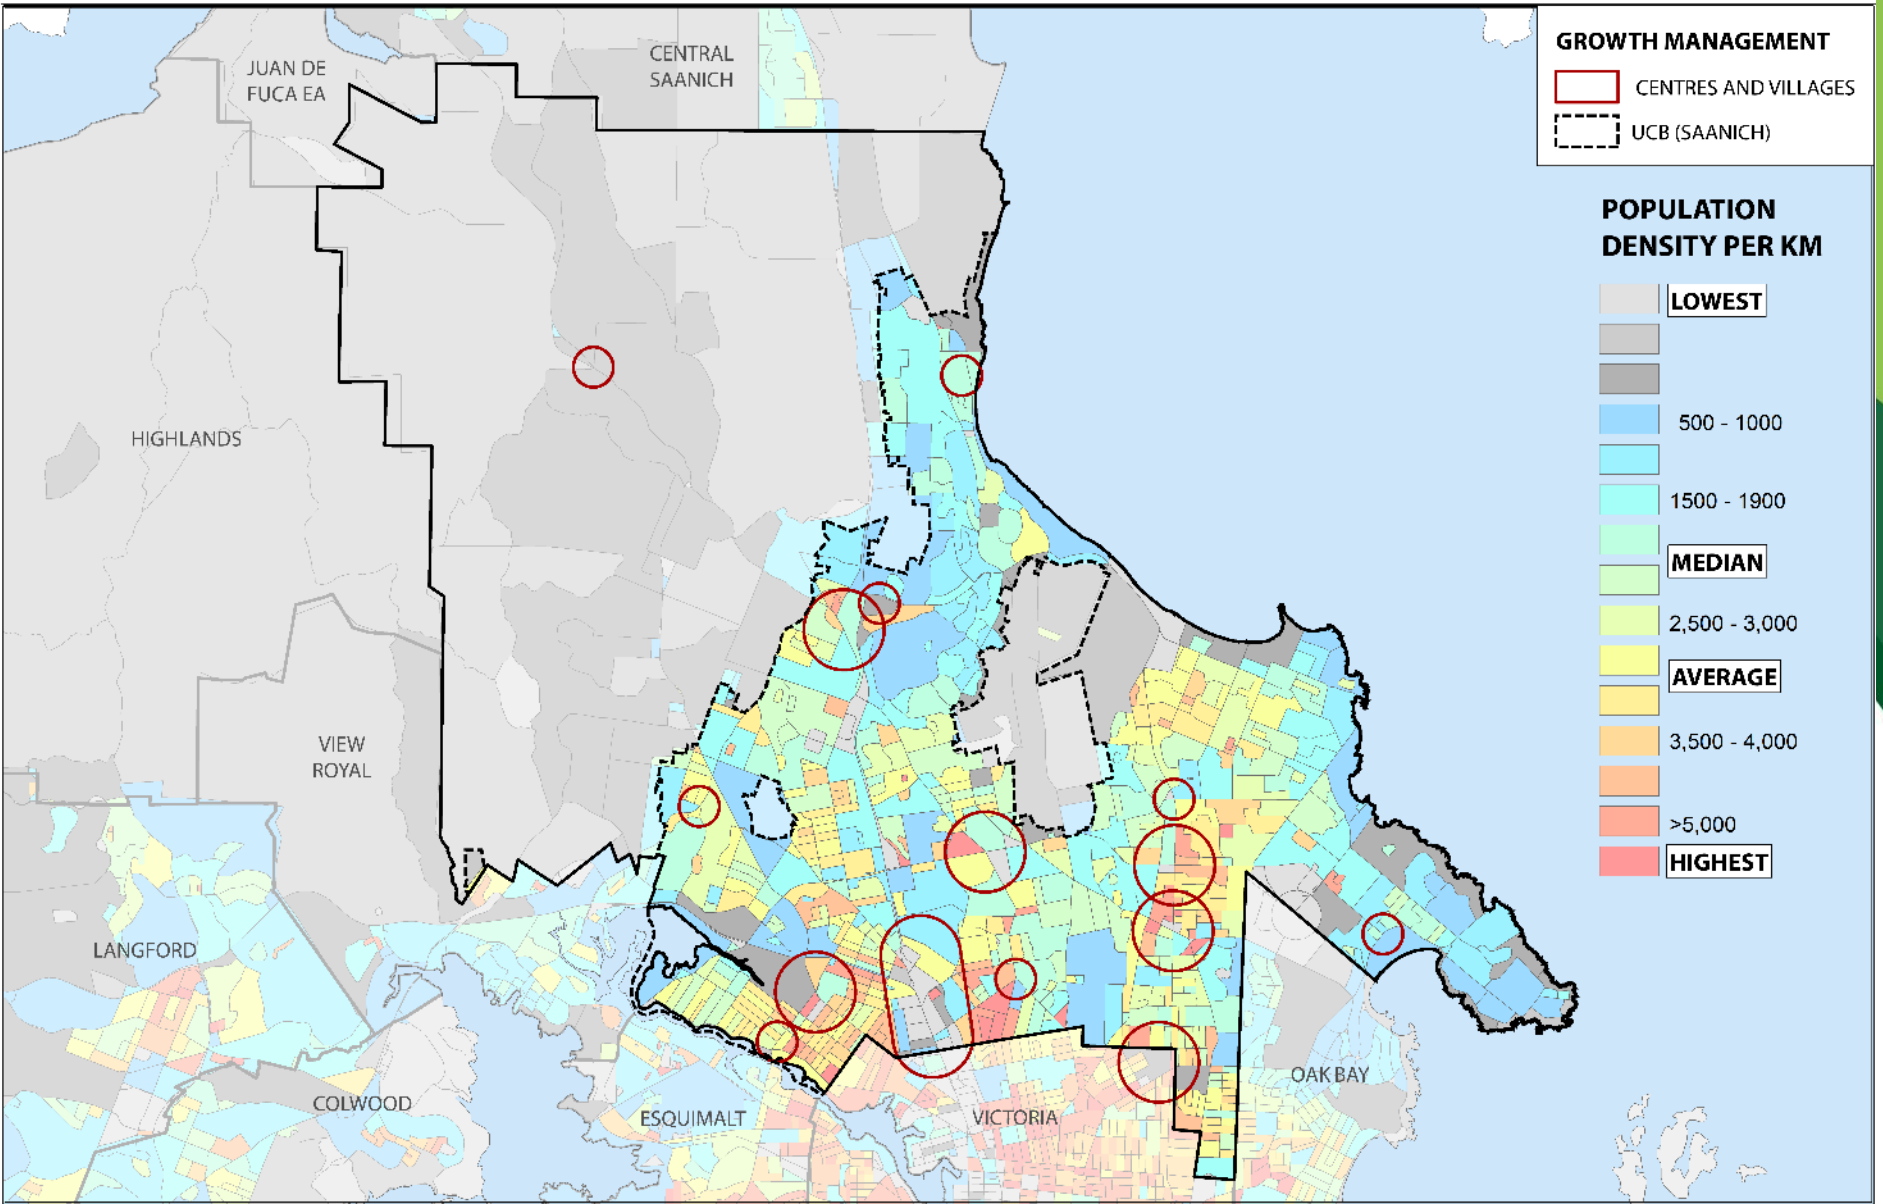 GROWTH MANAGEMENT
CENTRES AND VILLAGES
UCB (SAANICH)
POPULATION
DENSITY PER KM
LOWEST
500 - 1000
1500 - 1900
MEDIAN
2,500 - 3,000
AVERAGE
3,500 - 4,000
>5,000
HIGHEST
JUAN DE
FUCA EA
CENTRAL
SAANICH
HIGHLANDS
VIEW
ROYAL
LANGFORD
COLWOOD
ESQUIMALT
VICTORIA
OAK BAY